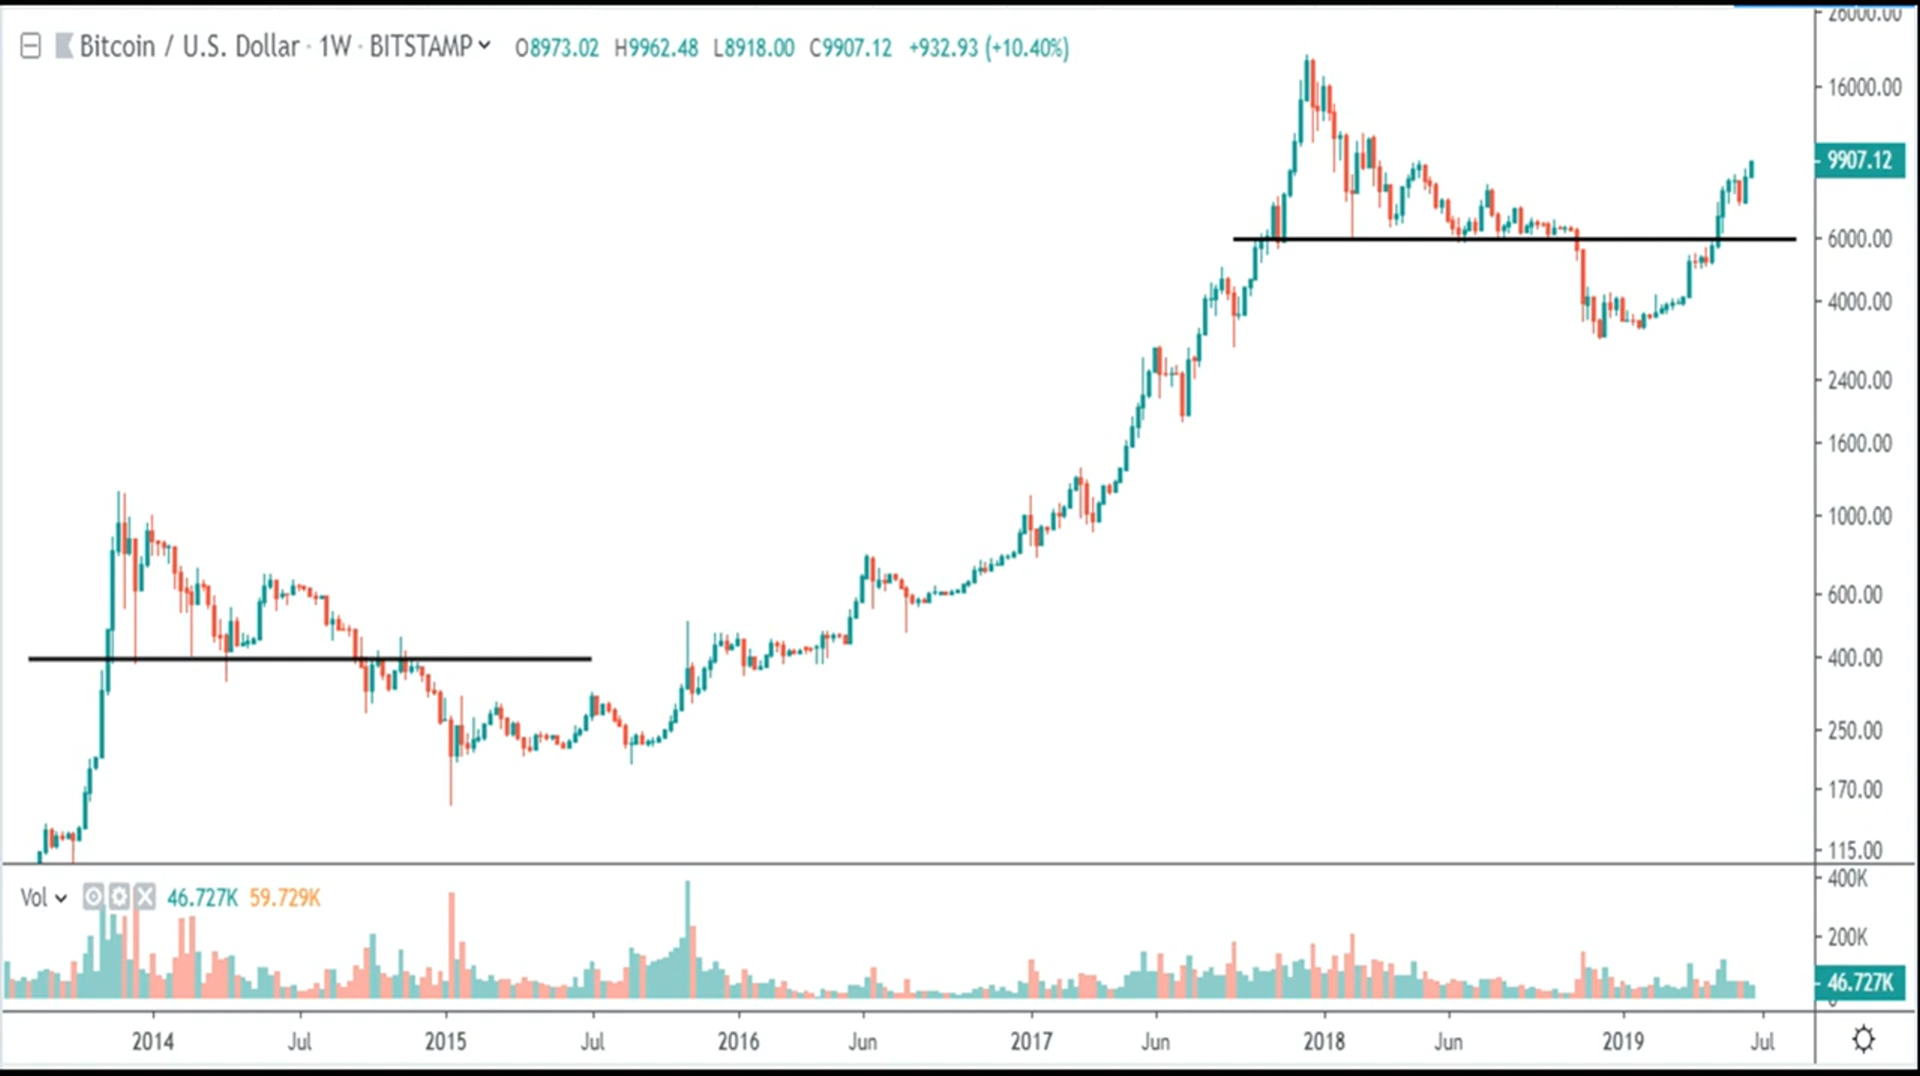 Bitcoin / U.S. Dollar · 1W · BITSTAMP O8973.02 H9962.48 L8918.00 C9907.12 +932.93 (+10.40%)
16000.00
9907.12
6000.00
4000.00
2400.00
1600.00
1000.00
600.00
400.00
250.00
170.00
115.00
Vol 46.727K 59.729K
400K
200K
46.727K
2014 Jul 2015 Jul 2016 Jun 2017 Jun 2018 Jun 2019 Jul